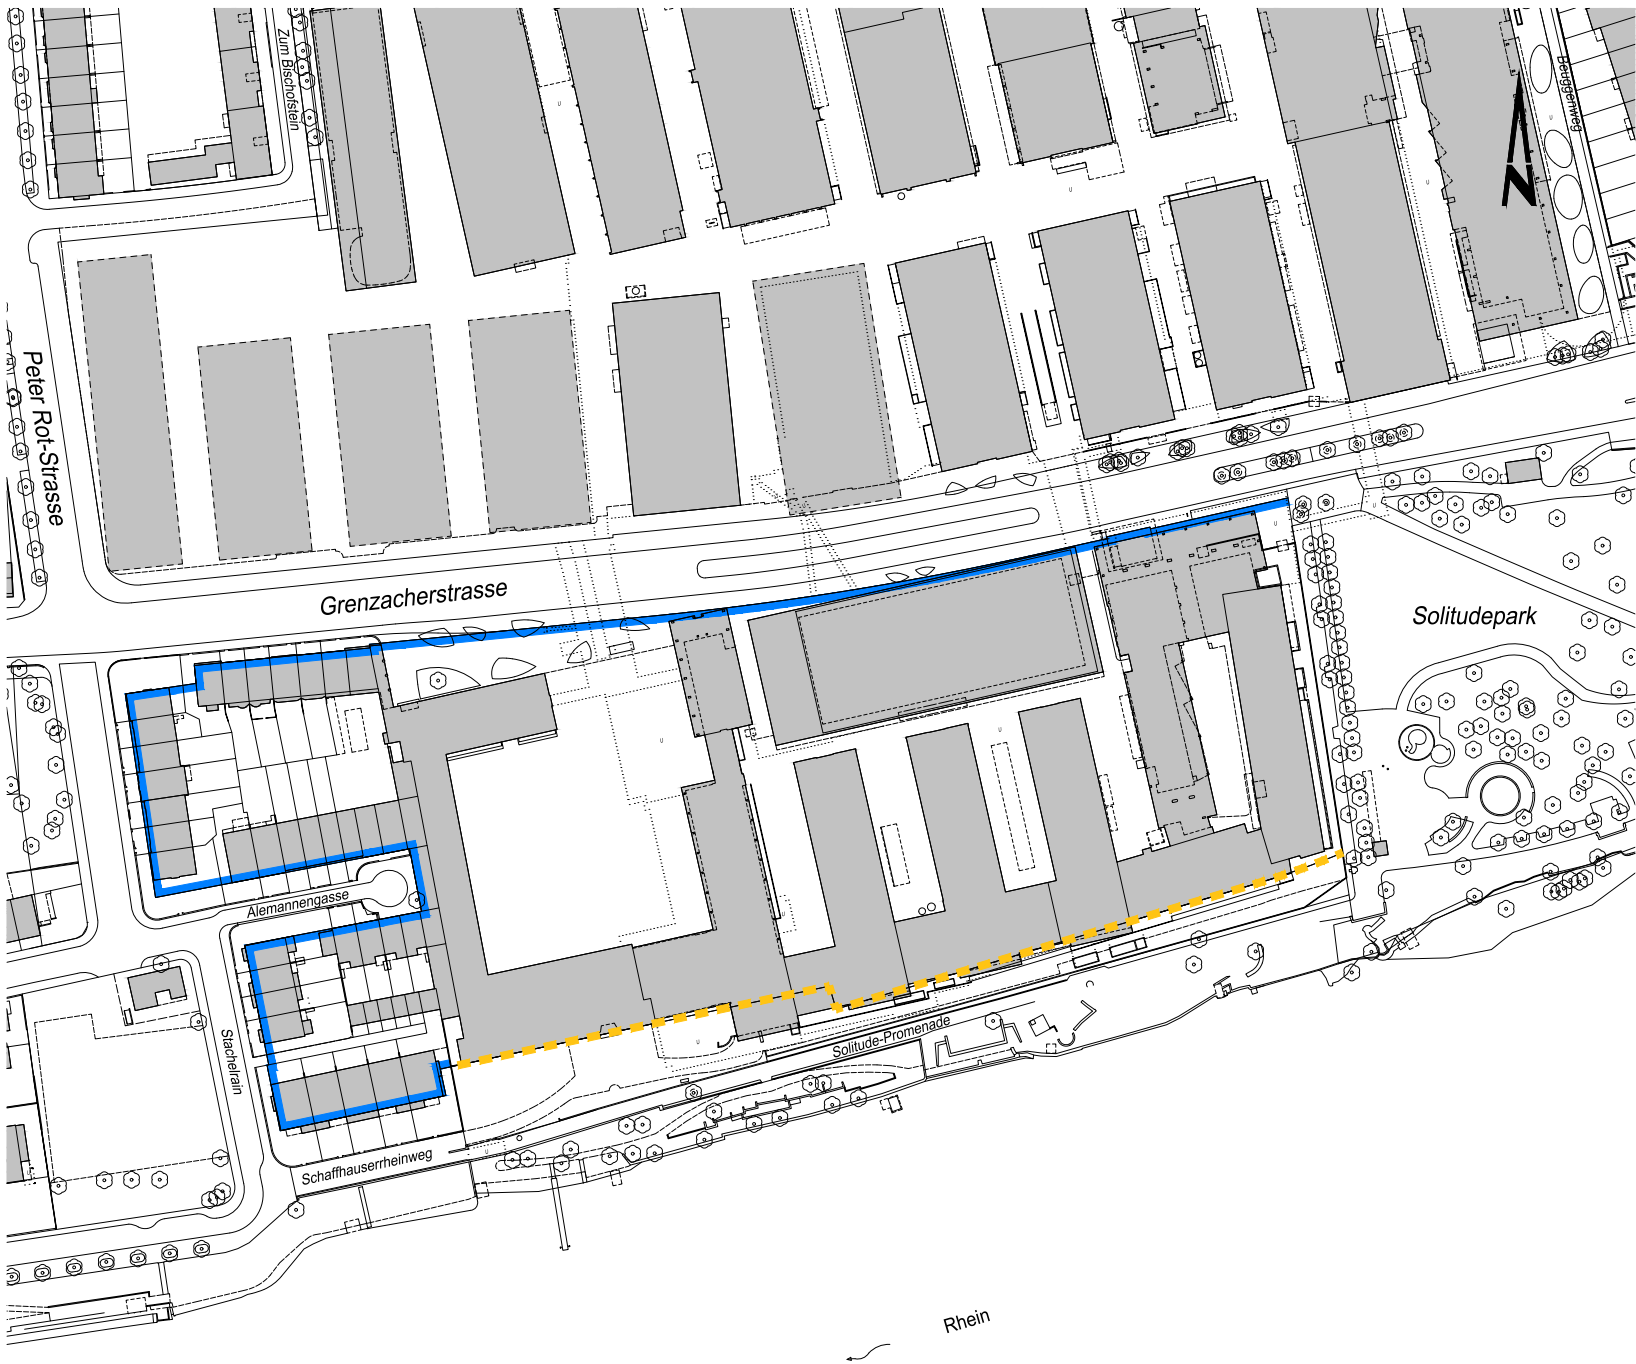 Zum Bischofstein
Beuggenweg
N
Peter Rot-Strasse
Grenzacherstrasse
Solitudepark
Alemannengasse
Stachelrain
Solitude-Promenade
Schaffhauserrheinweg
Rhein